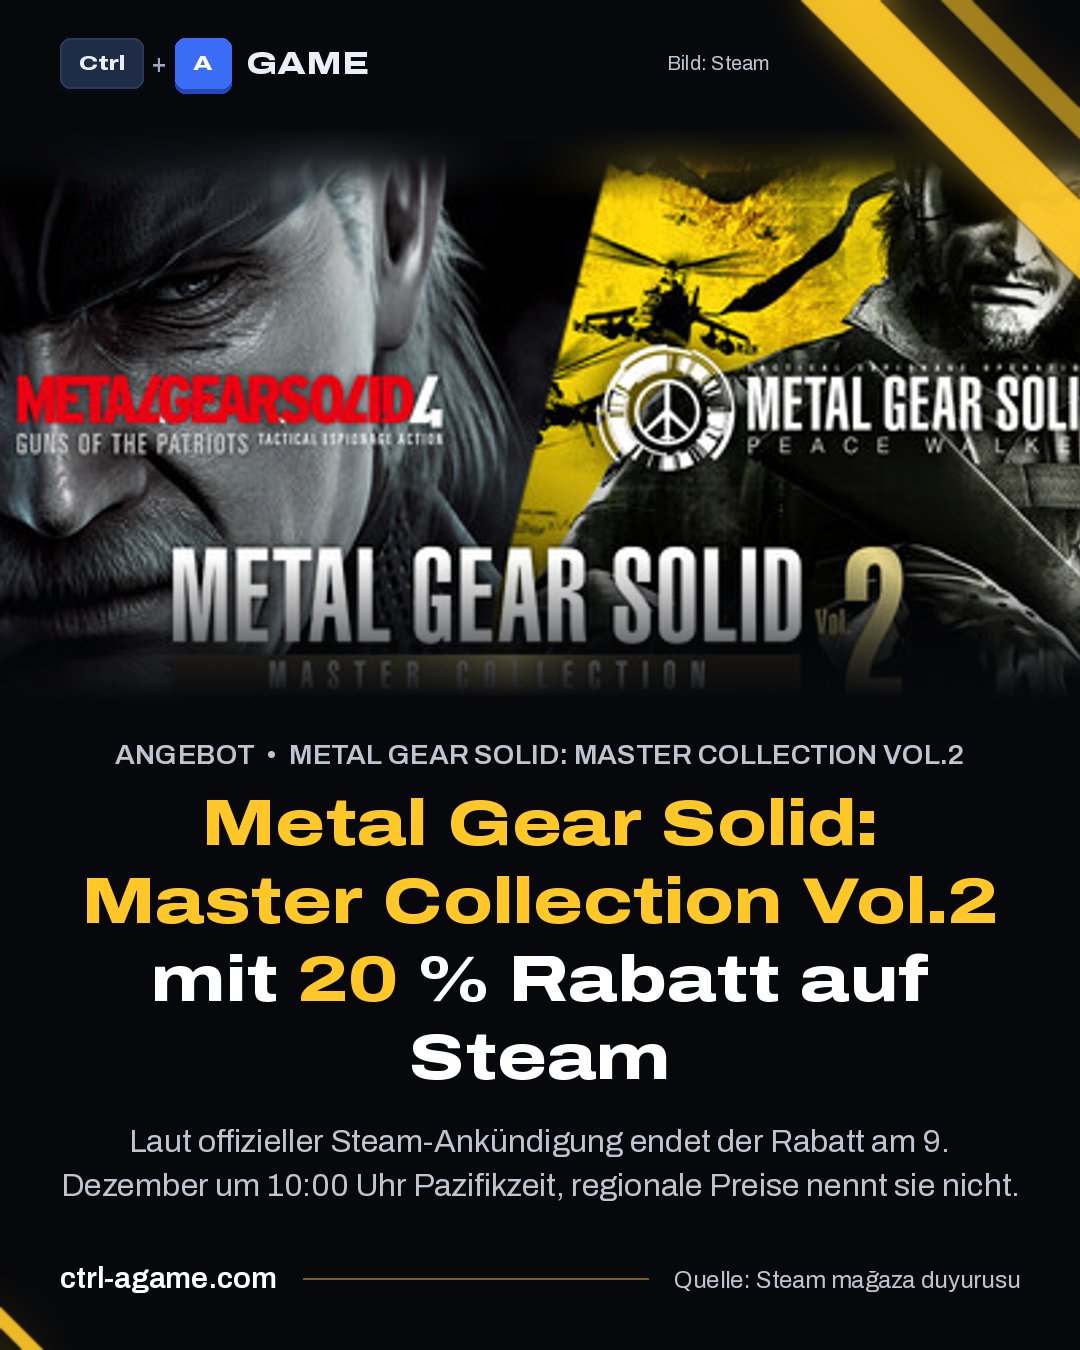 Ctrl + A GAME
Bild: Steam
METAL GEAR SOLID 4
GUNS OF THE PATRIOTS TACTICAL ESPIONAGE ACTION
METAL GEAR SOLI
PEACE WALKE
METAL GEAR SOLID Vol.2
MASTER COLLECTION
ANGEBOT • METAL GEAR SOLID: MASTER COLLECTION VOL.2
Metal Gear Solid:
Master Collection Vol.2
mit 20 % Rabatt auf
Steam
Laut offizieller Steam-Ankündigung endet der Rabatt am 9.
Dezember um 10:00 Uhr Pazifikzeit, regionale Preise nennt sie nicht.
ctrl-agame.com
Quelle: Steam mağaza duyurusu